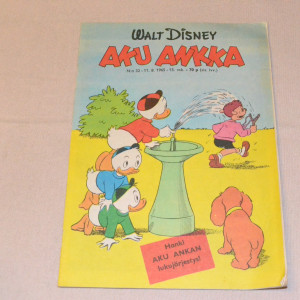 WALT DISNEY
AKU ANKKA
Hanki
AKU ANKAN
lukujärjestys!